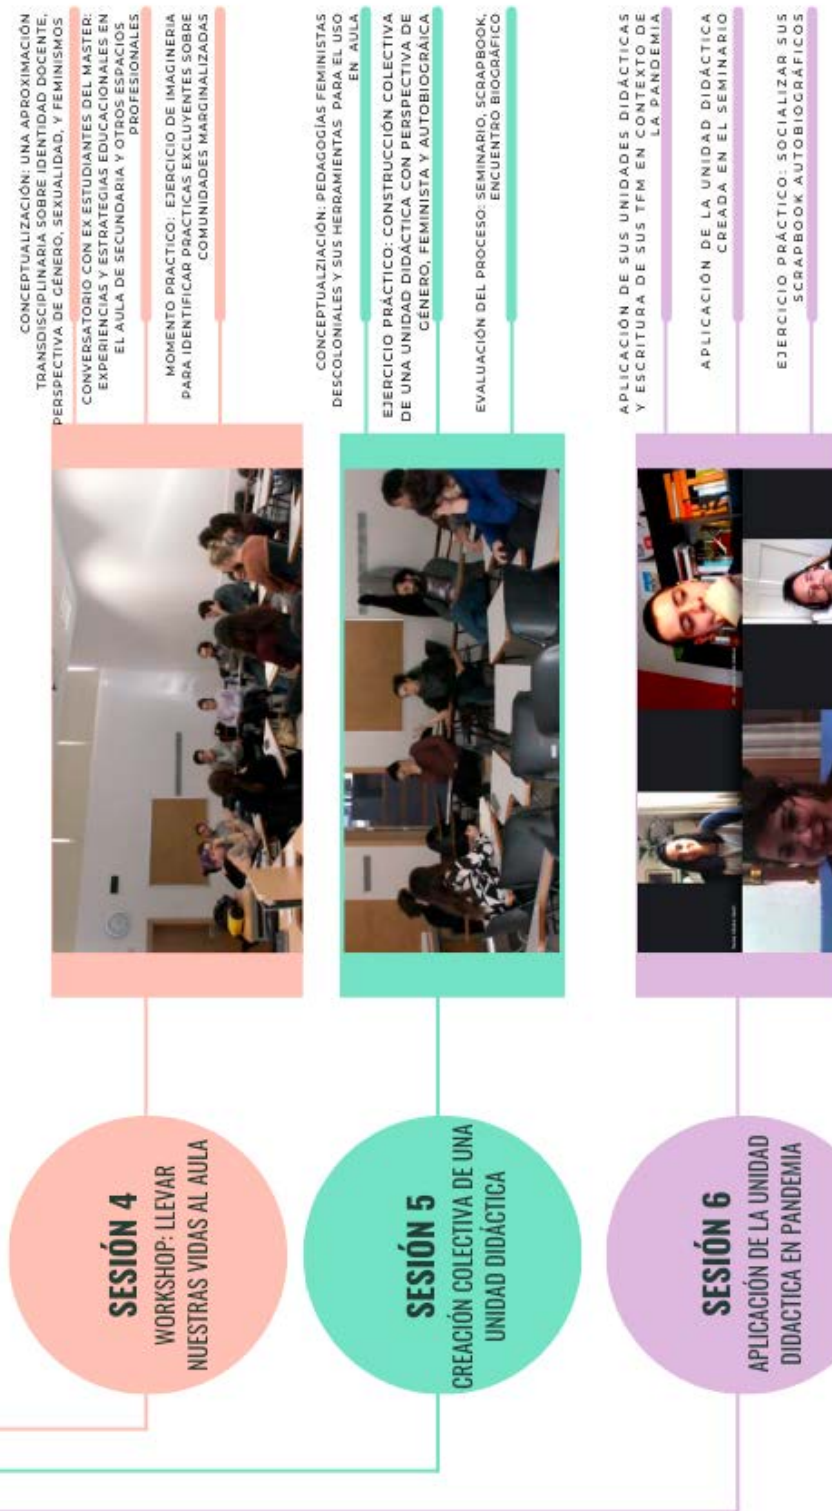 SESIÓN 4
WORKSHOP: LLEVAR
NUESTRAS VIDAS AL AULA
CONCEPTUALIZACIÓN: UNA APROXIMACIÓN
TRANSDISCIPLINARIA SOBRE IDENTIDAD DOCENTE,
PERSPECTIVA DE GÉNERO, SEXUALIDAD, Y FEMINISMOS
CONVERSATORIO CON EX ESTUDIANTES DEL MASTER:
EXPERIENCIAS Y ESTRATEGIAS EDUCACIONALES EN
EL AULA DE SECUNDARIA Y OTROS ESPACIOS
PROFESIONALES
MOMENTO PRACTICO: EJERCICIO DE IMAGINERIA
PARA IDENTIFICAR PRACTICAS EXCLUYENTES SOBRE
COMUNIDADES MARGINALIZADAS
SESIÓN 5
CREACIÓN COLECTIVA DE UNA
UNIDAD DIDÁCTICA
CONCEPTUALZIACIÓN: PEDAGOGÍAS FEMINISTAS
DESCOLONIALES Y SUS HERRAMIENTAS PARA EL USO
EN AULA
EJERCICIO PRÁCTICO: CONSTRUCCIÓN COLECTIVA
DE UNA UNIDAD DIDÁCTICA CON PERSPECTIVA DE
GÉNERO, FEMINISTA Y AUTOBIOGRÁICA
EVALUACIÓN DEL PROCESO: SEMINARIO, SCRAPBOOK,
ENCUENTRO BIOGRÁFICO
SESIÓN 6
APLICACIÓN DE LA UNIDAD
DIDACTICA EN PANDEMIA
APLICACIÓN DE SUS UNIDADES DIDÁCTICAS
Y ESCRITURA DE SUS TFM EN CONTEXTO DE
LA PANDEMIA
APLICACIÓN DE LA UNIDAD DIDÁCTICA
CREADA EN EL SEMINARIO
EJERCICIO PRÁCTICO: SOCIALIZAR SUS
SCRAPBOOK AUTOBIOGRÁFICOS